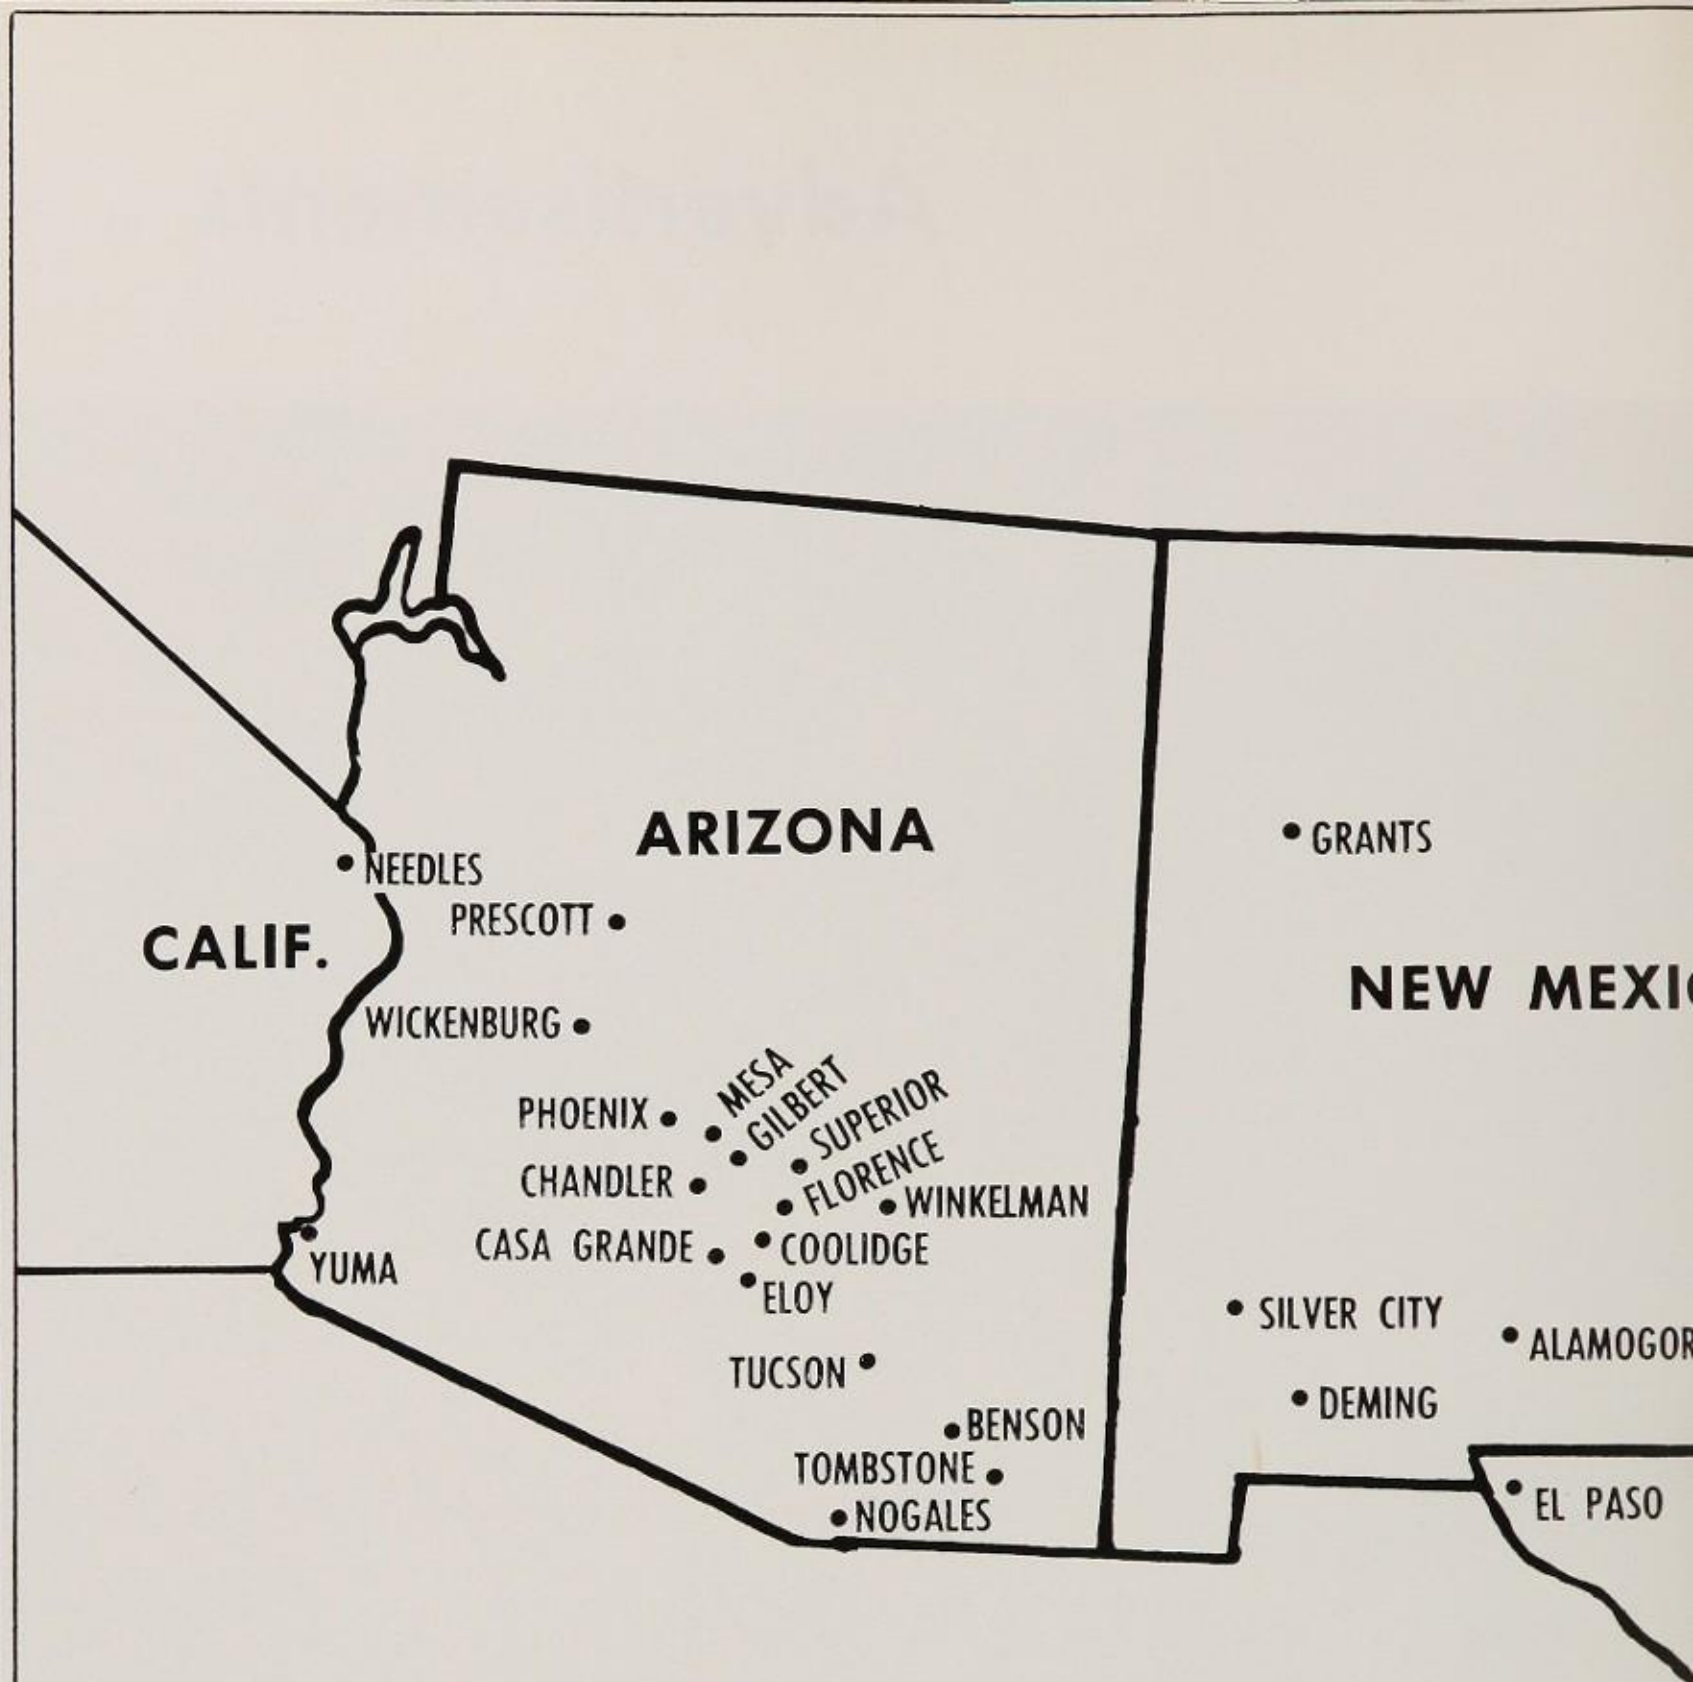 ARIZONA
GRANTS
NEEDLES
PRESCOTT
CALIF.
NEW MEXIC
WICKENBURG
MESA
GILBERT
PHOENIX
SUPERIOR
FLORENCE
CHANDLER
WINKELMAN
CASA GRANDE
COOLIDGE
YUMA
ELOY
SILVER CITY
ALAMOGOR
TUCSON
DEMING
BENSON
TOMBSTONE
NOGALES
EL PASO